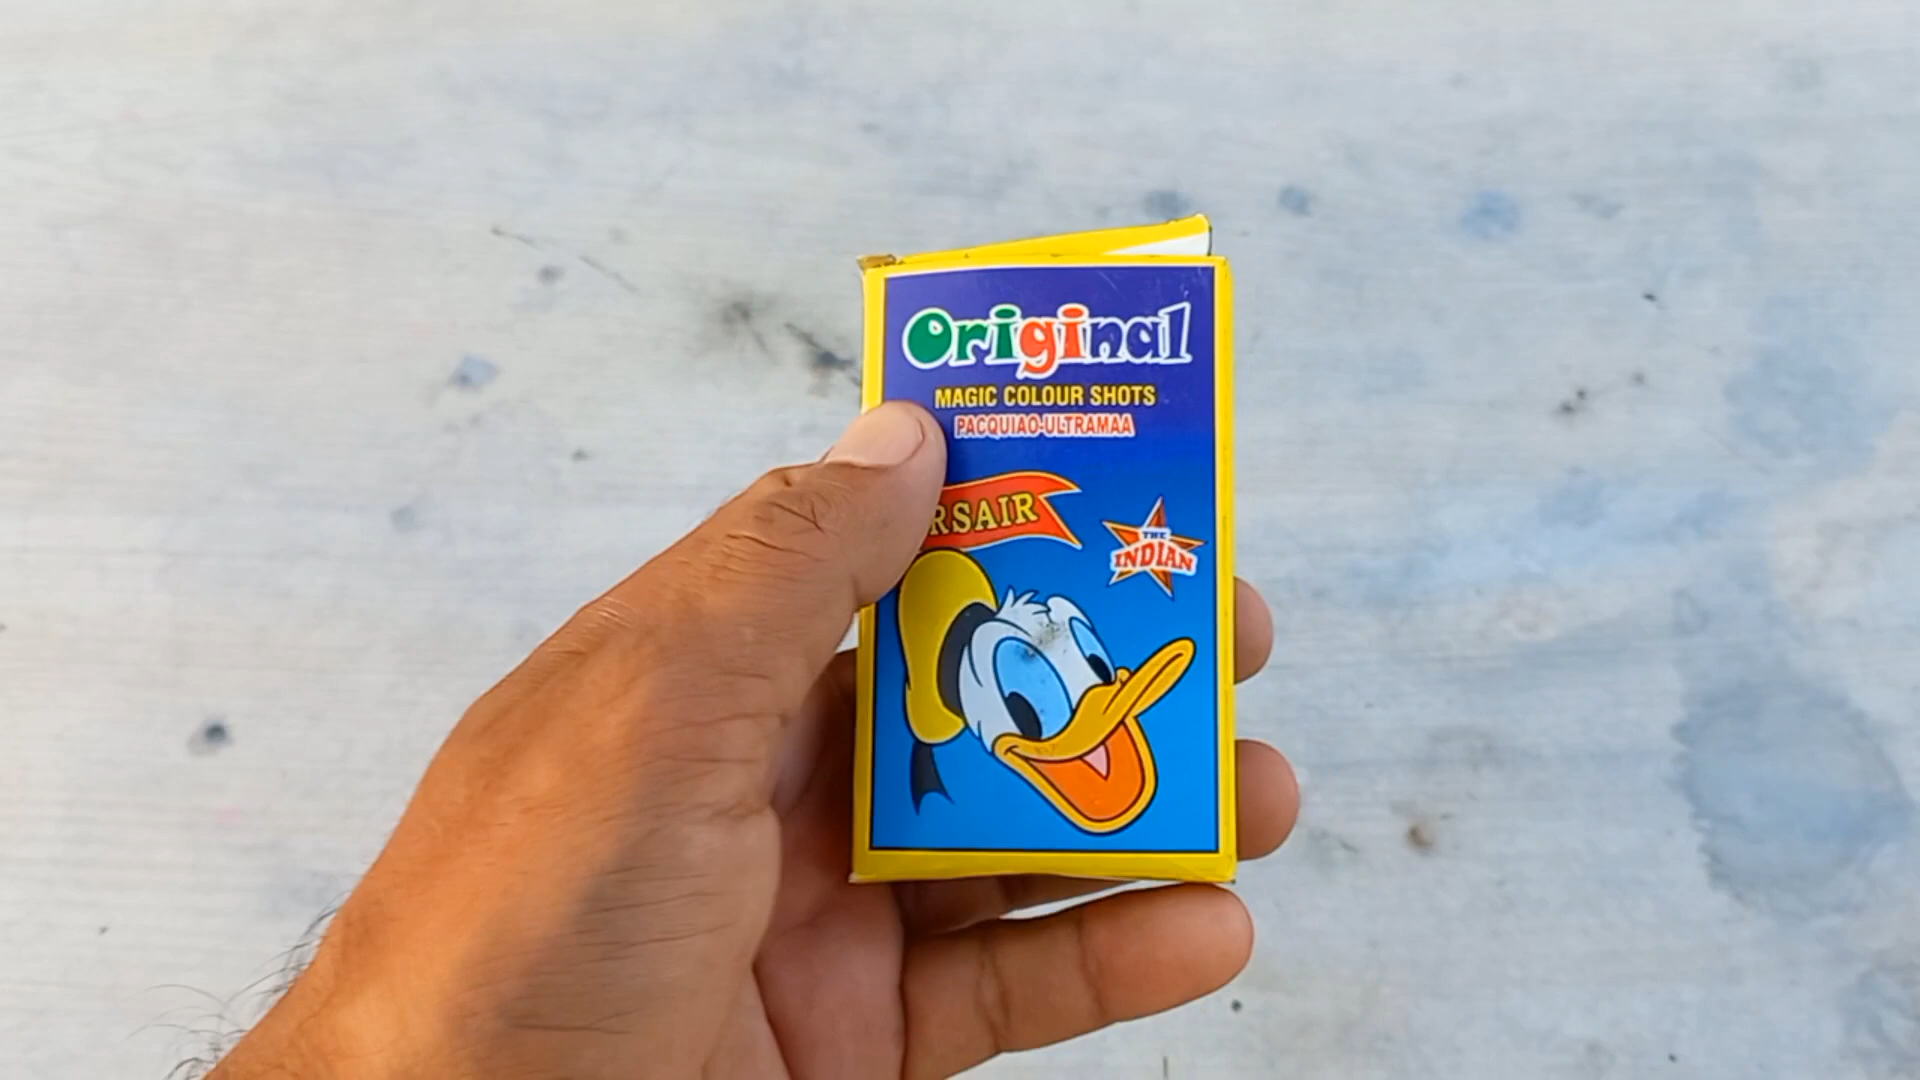 Original
MAGIC COLOUR SHOTS
PACQUIAO-ULTRAMAA
RSAIR
THE
INDIAN